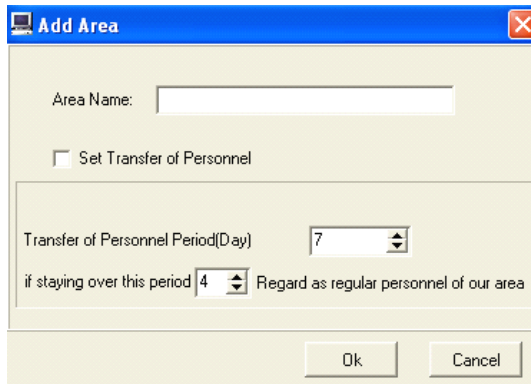 Add Area
Area Name:
Set Transfer of Personnel
Transfer of Personnel Period(Day) 7
if staying over this period 4 Regard as regular personnel of our area
Ok Cancel